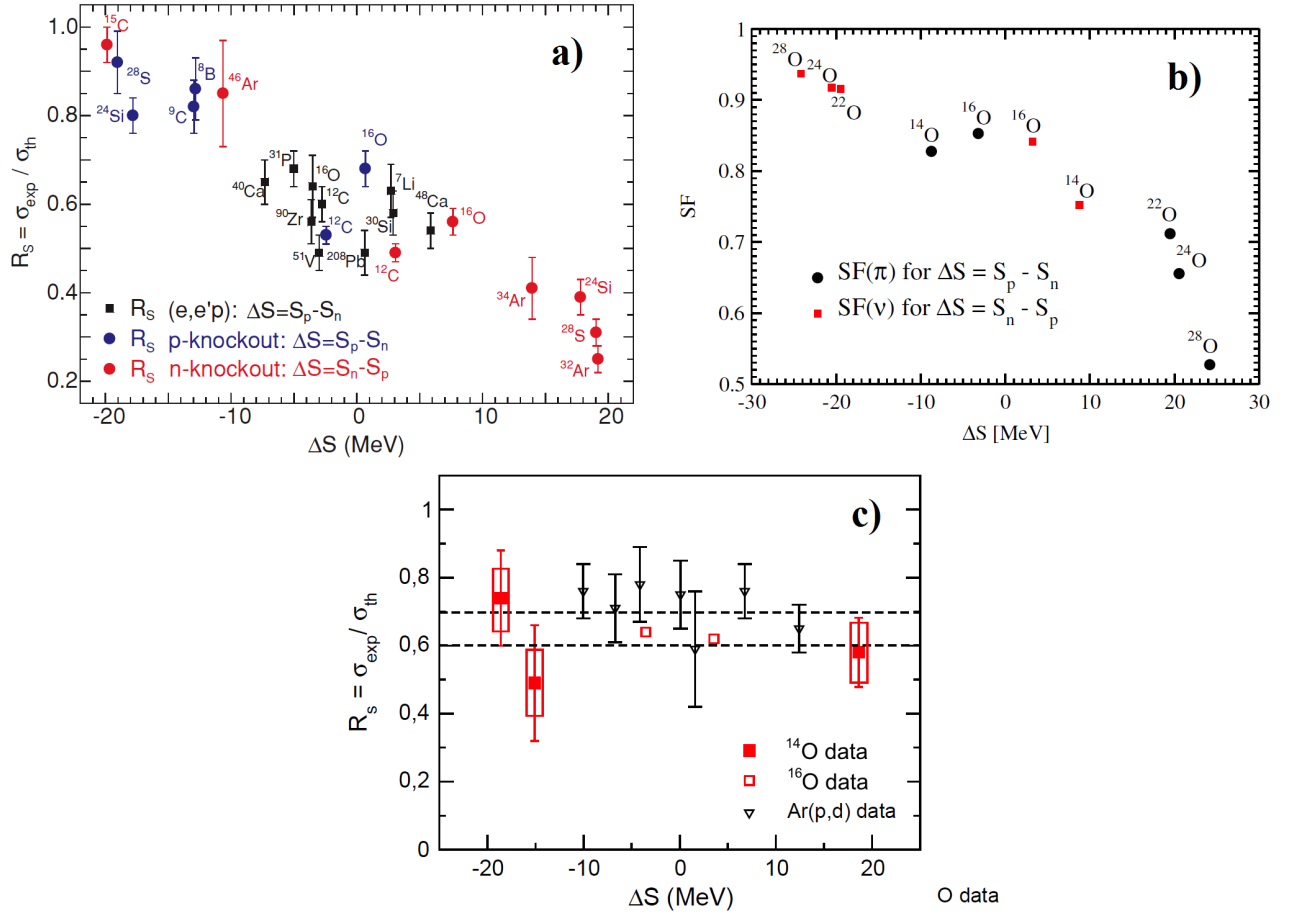 a)
1.0
0.8
0.6
0.4
0.2
-20
-10
0
10
20
R_S = σ_exp / σ_th
ΔS (MeV)
¹⁵C
²⁸S
²⁴Si
⁸B
⁹C
⁴⁶Ar
³¹P
⁴⁰Ca
¹⁶O
¹²C
⁹⁰Zr
¹²C
⁵¹V
²⁰⁸Pb
¹⁶O
⁷Li
⁴⁸Ca
³⁰Si
¹²C
¹⁶O
³⁴Ar
²⁴Si
²⁸S
³²Ar
R_S (e,e'p): ΔS=S_p-S_n
R_S p-knockout: ΔS=S_p-S_n
R_S n-knockout: ΔS=S_n-S_p
b)
1
0.9
0.8
0.7
0.6
0.5
-30
-20
-10
0
10
20
30
SF
ΔS [MeV]
²⁸O
²⁴O
²²O
¹⁴O
¹⁶O
¹⁶O
¹⁴O
²²O
²⁴O
²⁸O
SF(π) for ΔS = S_p - S_n
SF(ν) for ΔS = S_n - S_p
c)
1
0,8
0,6
0,4
0,2
0
-20
-10
0
10
20
R_s = σ_exp / σ_th
ΔS (MeV)
¹⁴O data
¹⁶O data
Ar(p,d) data
O data